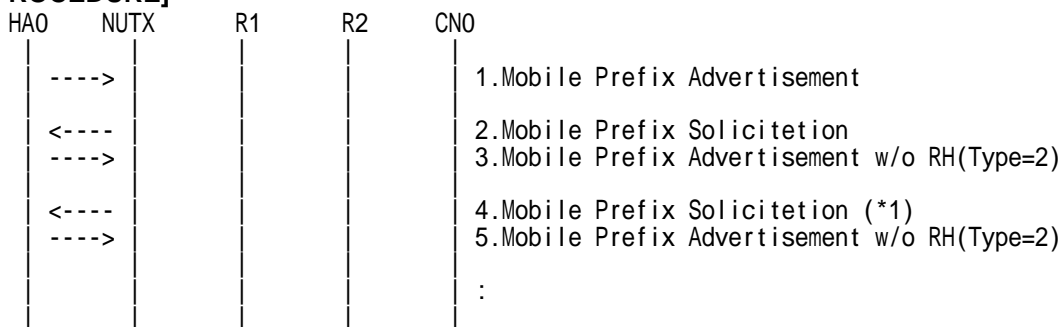 ROCEDURE]
HA0 NUTX R1 R2 CN0
----> 1.Mobile Prefix Advertisement
<---- 2.Mobile Prefix Solicitetion
----> 3.Mobile Prefix Advertisement w/o RH(Type=2)
<---- 4.Mobile Prefix Solicitetion (*1)
----> 5.Mobile Prefix Advertisement w/o RH(Type=2)
: